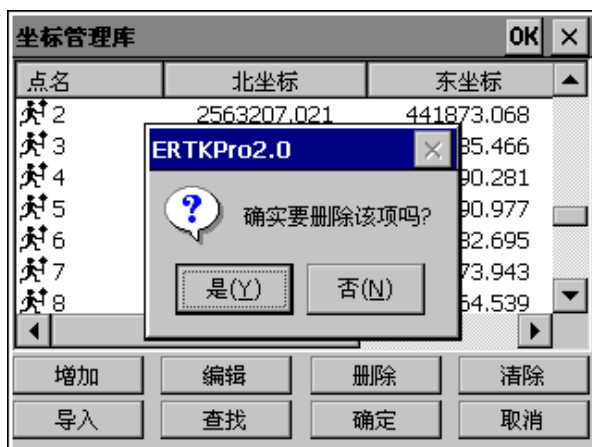 坐标管理库 OK ×
点名 北坐标 东坐标
2 2563207.021 441873.068
3 85.466
4 90.281
5 90.977
6 82.695
7 73.943
8 64.539
ERTKPro2.0
确实要删除该项吗?
是(Y) 否(N)
增加 编辑 删除 清除
导入 查找 确定 取消